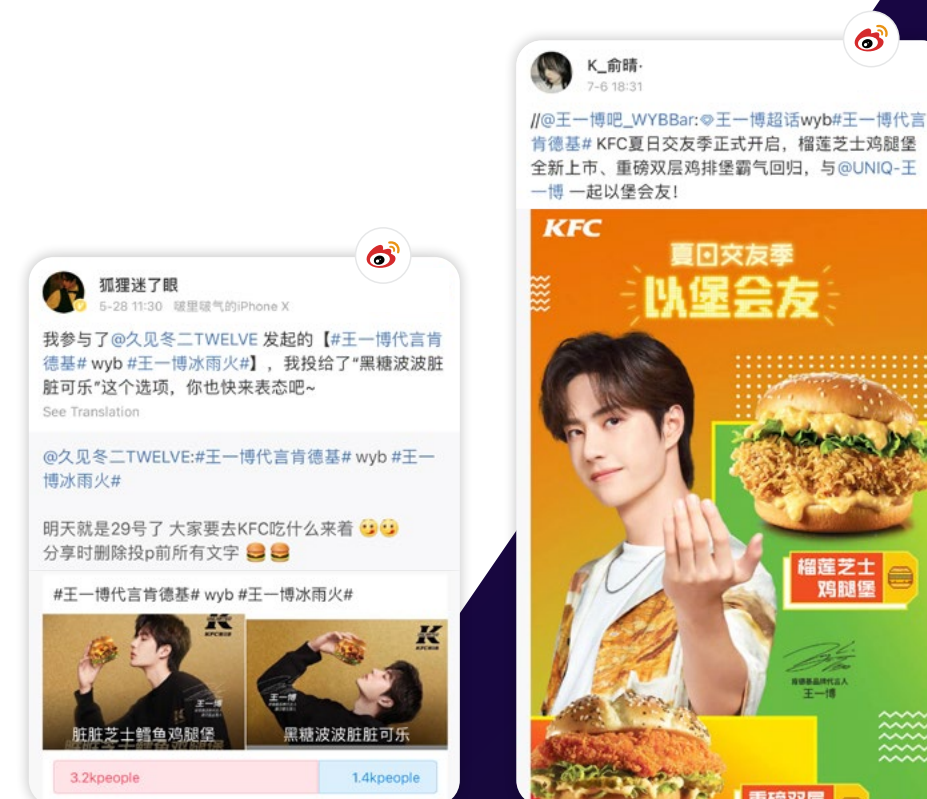 狐狸迷了眼
5-28 11:30 啵里啵气的iPhone X
我参与了@久见冬二TWELVE 发起的【#王一博代言肯
德基# wyb #王一博冰雨火#】，我投给了“黑糖波波脏
脏可乐”这个选项，你也快来表态吧~
See Translation
@久见冬二TWELVE:#王一博代言肯德基# wyb #王一
博冰雨火#
明天就是29号了 大家要去KFC吃什么来着
分享时删除投p前所有文字
#王一博代言肯德基# wyb #王一博冰雨火#
王一博
脏脏芝士鳕鱼鸡腿堡
王一博
黑糖波波脏脏可乐
3.2kpeople
1.4kpeople
K_俞晴·
7-6 18:31
//@王一博吧_WYBBar:王一博超话wyb#王一博代言
肯德基# KFC夏日交友季正式开启，榴莲芝士鸡腿堡
全新上市、重磅双层鸡排堡霸气回归，与@UNIQ-王
一博 一起以堡会友！
KFC
夏日交友季
以堡会友
榴莲芝士
鸡腿堡
肯德基品牌代言人
王一博
重磅双层